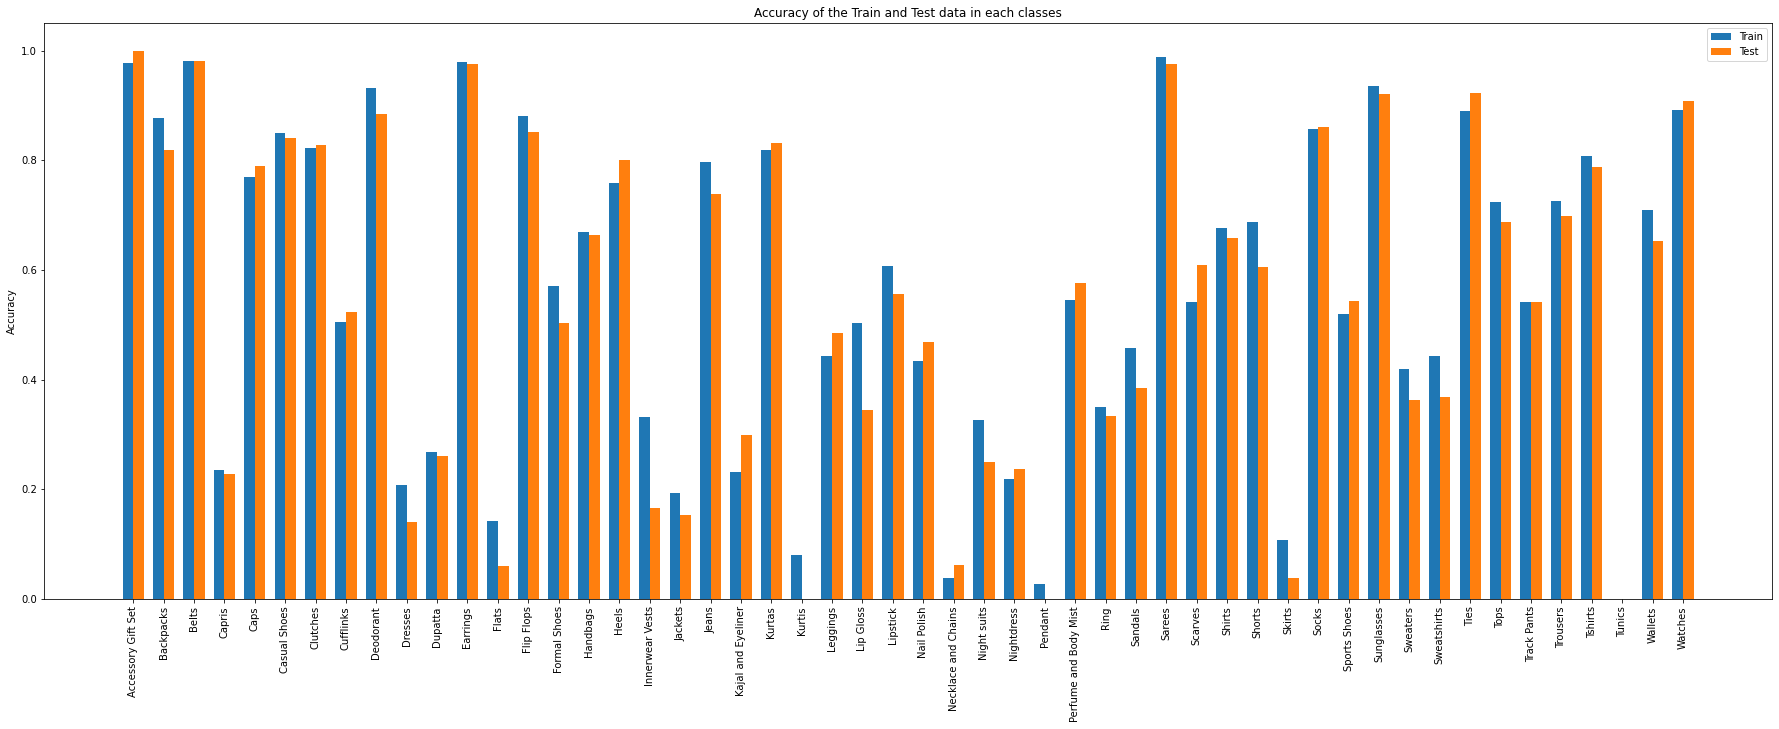 Accuracy of the Train and Test data in each classes
Train
Test
Accuracy
1.0
0.8
0.6
0.4
0.2
0.0
Accessory Gift Set
Backpacks
Belts
Capris
Caps
Casual Shoes
Clutches
Cufflinks
Deodorant
Dresses
Dupatta
Earrings
Flats
Flip Flops
Formal Shoes
Handbags
Heels
Innerwear Vests
Jackets
Jeans
Kajal and Eyeliner
Kurtas
Kurtis
Leggings
Lip Gloss
Lipstick
Nail Polish
Necklace and Chains
Night suits
Nightdress
Pendant
Perfume and Body Mist
Ring
Sandals
Sarees
Scarves
Shirts
Shorts
Skirts
Socks
Sports Shoes
Sunglasses
Sweaters
Sweatshirts
Ties
Tops
Track Pants
Trousers
Tshirts
Tunics
Wallets
Watches